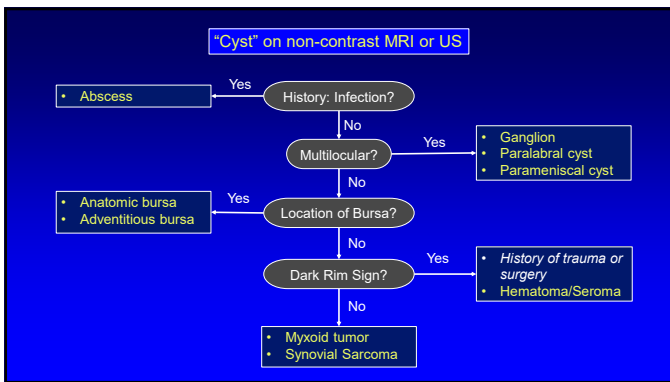 “Cyst” on non-contrast MRI or US
Yes
• Abscess
History: Infection?
No
Multilocular?
Yes
• Ganglion
• Paralabral cyst
• Parameniscal cyst
No
• Anatomic bursa
• Adventitious bursa
Yes
Location of Bursa?
No
Dark Rim Sign?
Yes
• History of trauma or
surgery
• Hematoma/Seroma
No
• Myxoid tumor
• Synovial Sarcoma